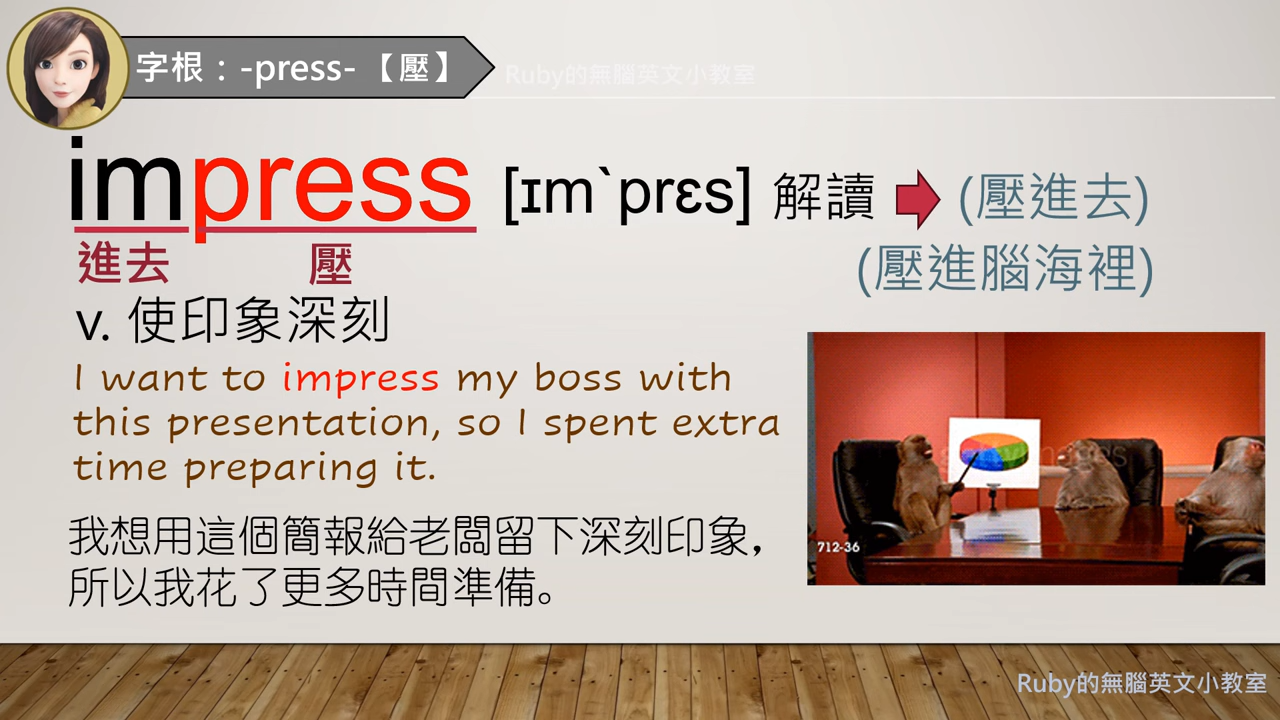 字根：-press-【壓】
Ruby的無腦英文小教室
impress [ɪm`prɛs] 解讀 (壓進去)
進去 壓 (壓進腦海裡)
v. 使印象深刻
I want to impress my boss with
this presentation, so I spent extra
time preparing it.
我想用這個簡報給老闆留下深刻印象，
所以我花了更多時間準備。
712-36
Ruby的無腦英文小教室